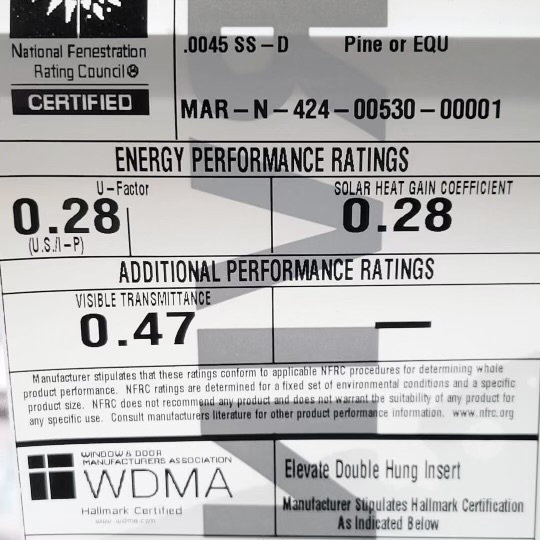 National Fenestration
Rating Council®
CERTIFIED
.0045 SS – D Pine or EQU
MAR – N – 424 – 00530 – 00001
ENERGY PERFORMANCE RATINGS
U – Factor
0.28
(U.S./I – P)
SOLAR HEAT GAIN COEFFICIENT
0.28
ADDITIONAL PERFORMANCE RATINGS
VISIBLE TRANSMITTANCE
0.47
—
Manufacturer stipulates that these ratings conform to applicable NFRC procedures for determining whole
product performance. NFRC ratings are determined for a fixed set of environmental conditions and a specific
product size. NFRC does not recommend any product and does not warrant the suitability of any product for
any specific use. Consult manufacturers literature for other product performance information. www.nfrc.org
WINDOW & DOOR
MANUFACTURERS ASSOCIATION
WDMA
Hallmark Certified
www.wdma.com
Elevate Double Hung Insert
Manufacturer Stipulates Hallmark Certification
As Indicated Below